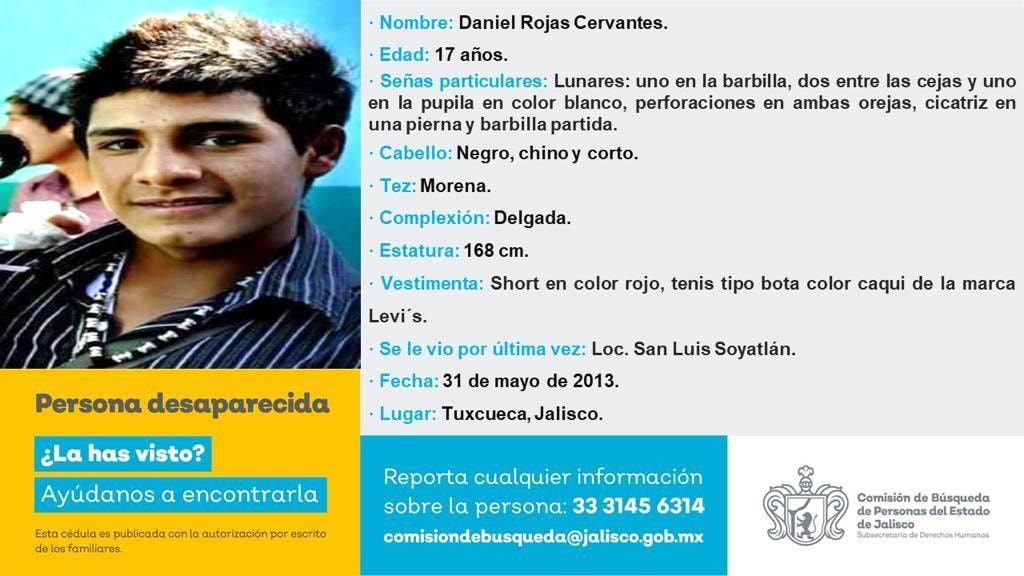 · Nombre: Daniel Rojas Cervantes.
· Edad: 17 años.
· Señas particulares: Lunares: uno en la barbilla, dos entre las cejas y uno
en la pupila en color blanco, perforaciones en ambas orejas, cicatriz en
una pierna y barbilla partida.
· Cabello: Negro, chino y corto.
· Tez: Morena.
· Complexión: Delgada.
· Estatura: 168 cm.
· Vestimenta: Short en color rojo, tenis tipo bota color caqui de la marca
Levi´s.
· Se le vio por última vez: Loc. San Luis Soyatlán.
· Fecha: 31 de mayo de 2013.
· Lugar: Tuxcueca, Jalisco.
Persona desaparecida
¿La has visto?
Ayúdanos a encontrarla
Esta cédula es publicada con la autorización por escrito
de los familiares.
Reporta cualquier información
sobre la persona: 33 3145 6314
comisiondebusqueda@jalisco.gob.mx
Comisión de Búsqueda
de Personas del Estado
de Jalisco
Subsecretaría de Derechos Humanos